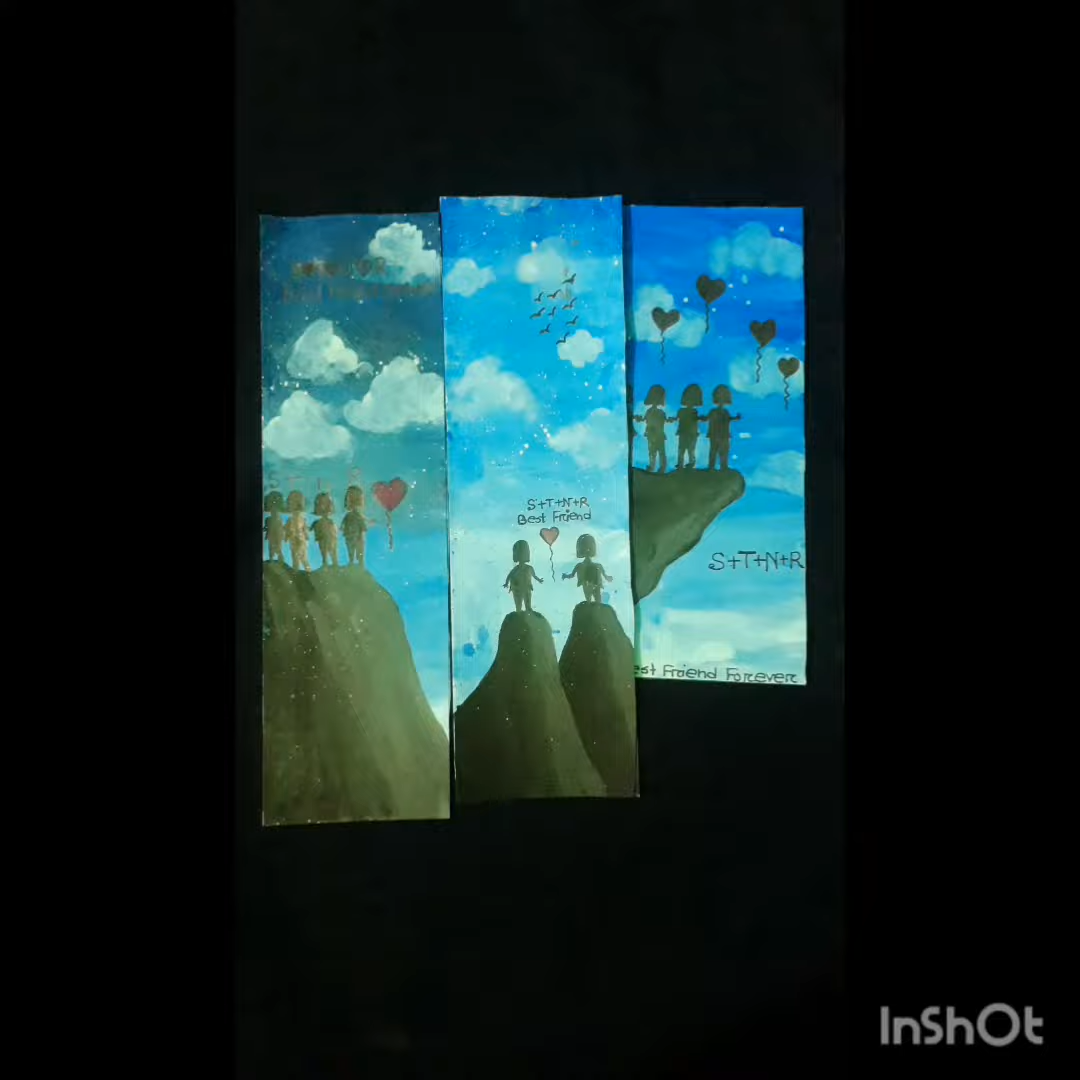 S+T+N+R
Best Friend
S+T+N+R
est Friend Forever
InShOt